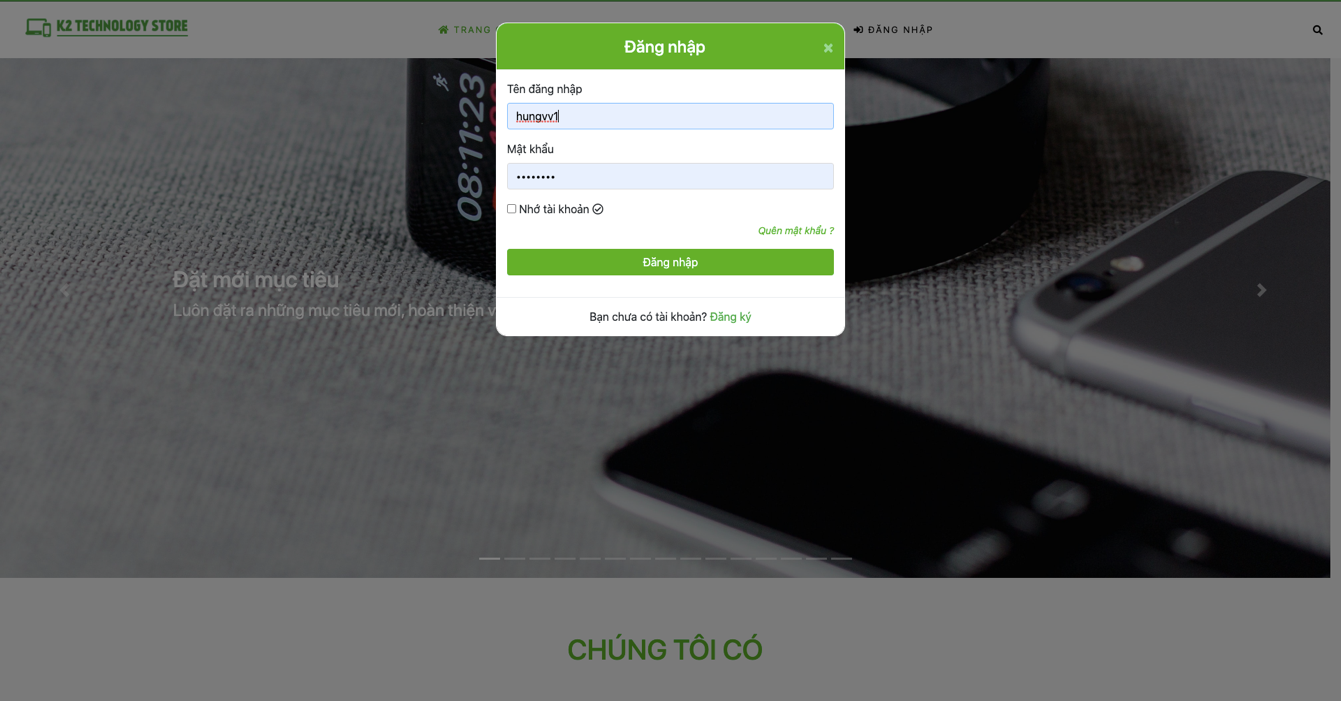 K2 TECHNOLOGY STORE
TRANG
ĐĂNG NHẬP
Đăng nhập
×
Tên đăng nhập
hungvv1
Mật khẩu
••••••••
Nhớ tài khoản
Quên mật khẩu ?
Đăng nhập
Bạn chưa có tài khoản? Đăng ký
08:11:23
Đặt mới mục tiêu
Luôn đặt ra những mục tiêu mới, hoàn thiện
CHÚNG TÔI CÓ